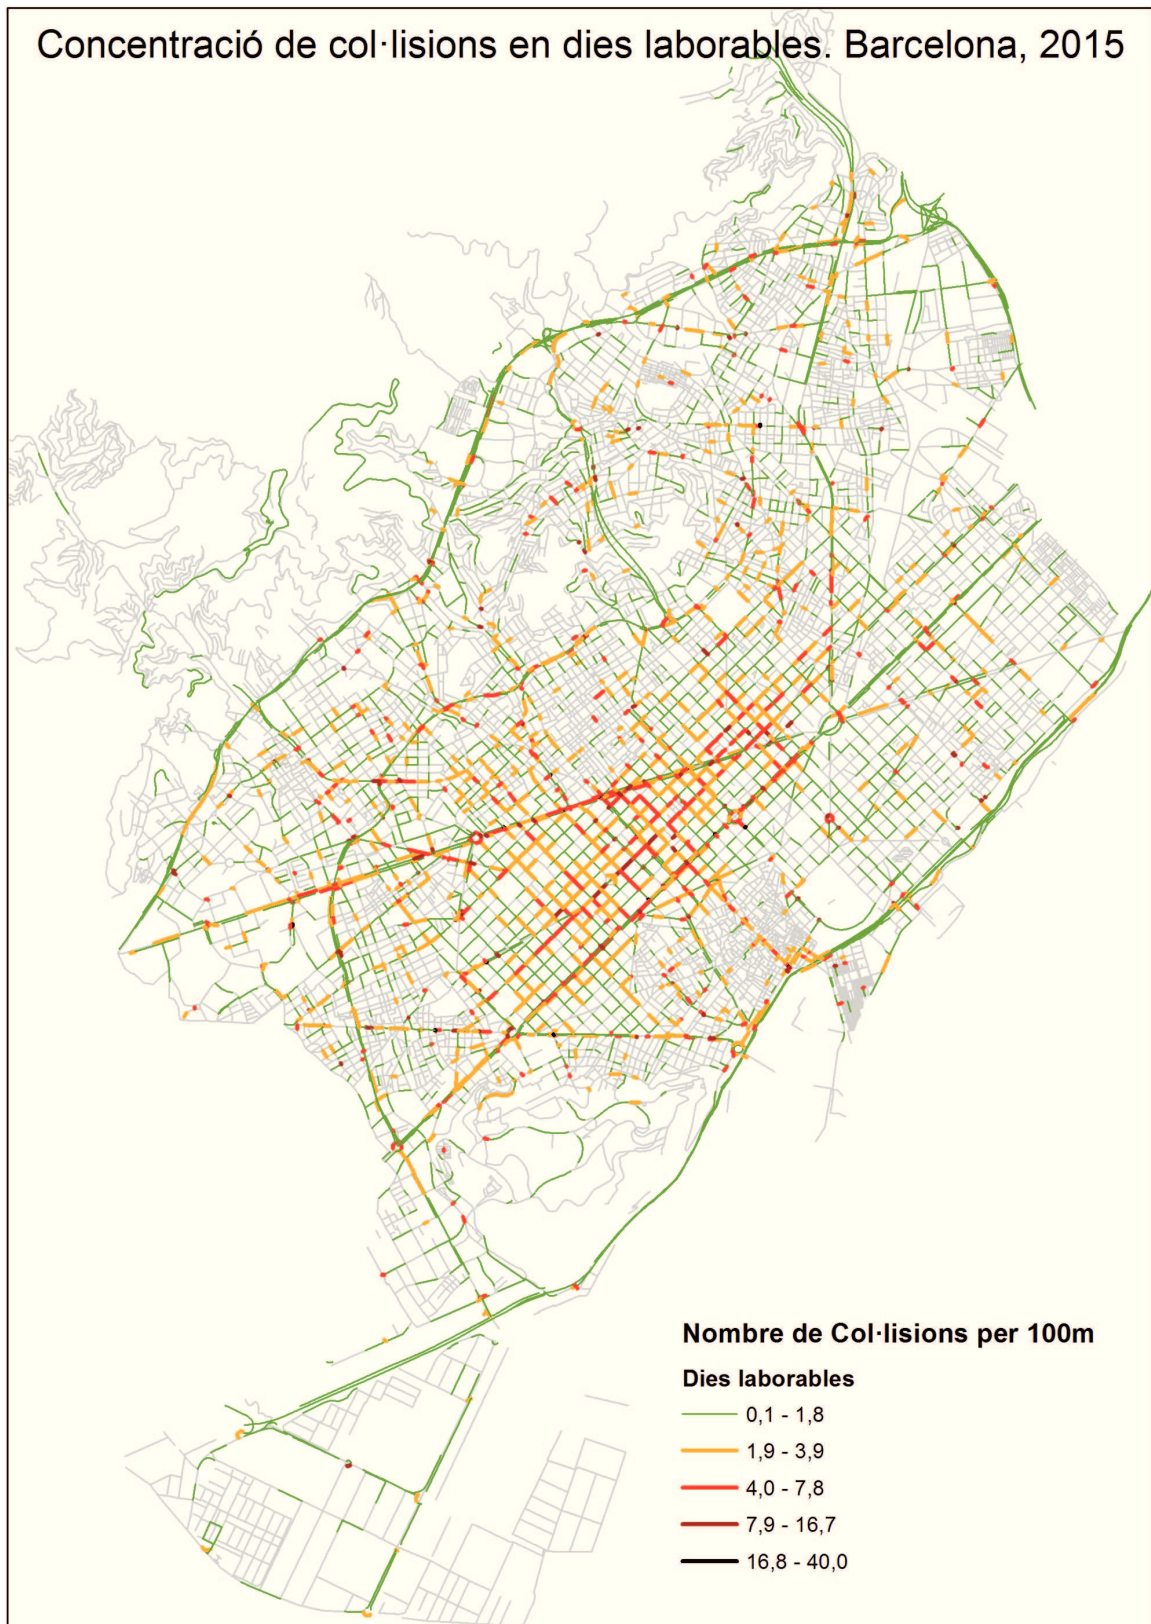 Concentració de col·lisions en dies laborables. Barcelona, 2015
Nombre de Col·lisions per 100m
Dies laborables
0,1 - 1,8
1,9 - 3,9
4,0 - 7,8
7,9 - 16,7
16,8 - 40,0